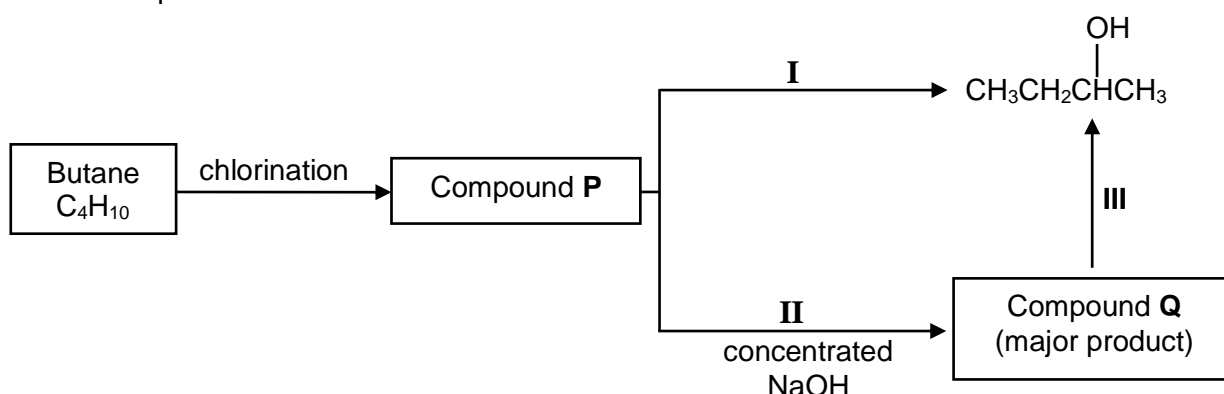 OH
I
CH₃CH₂CHCH₃
Butane
C₄H₁₀
chlorination
Compound P
III
II
concentrated
NaOH
Compound Q
(major product)